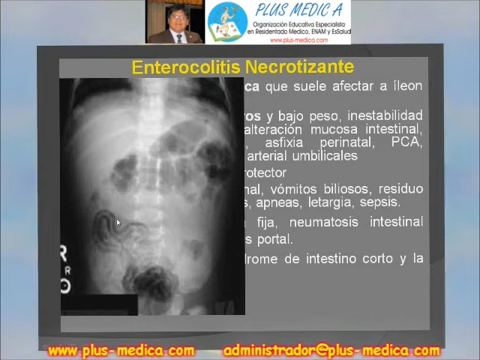 PLUS MEDIC A
Organización Educativa Especialista
en Residentado Medico, ENAM y EsSalud
www.plus-medica.com
Enterocolitis Necrotizante
ca que suele afectar a íleon
os y bajo peso, inestabilidad
alteración mucosa intestinal,
, asfixia perinatal, PCA,
arterial umbilicales
rotector
nal, vómitos biliosos, residuo
s, apneas, letargia, sepsis.
fija, neumatosis intestinal
s portal.
drome de intestino corto y la
R
www.plus-medica.com administrador@plus-medica.com